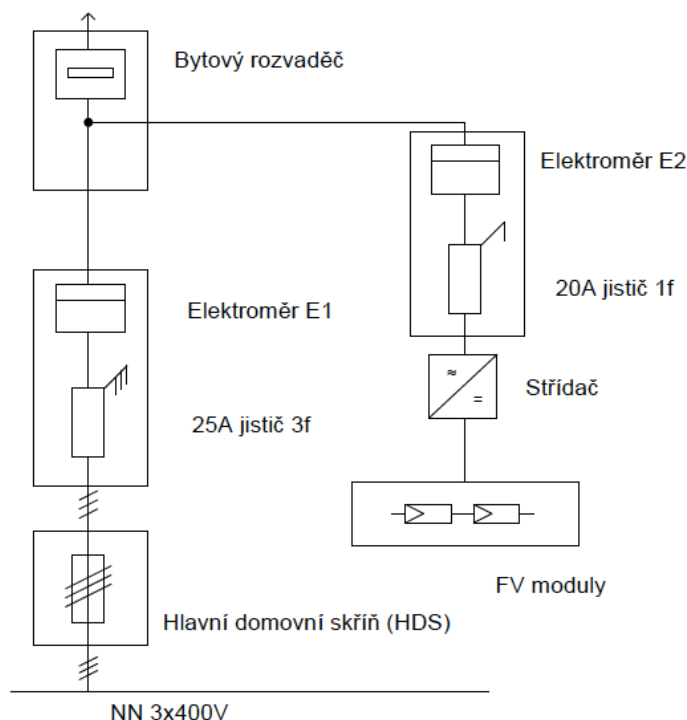 Bytový rozvaděč
Elektroměr E2
20A jistič 1f
Elektroměr E1
Střídač
≈
=
25A jistič 3f
FV moduly
Hlavní domovní skříň (HDS)
NN 3x400V